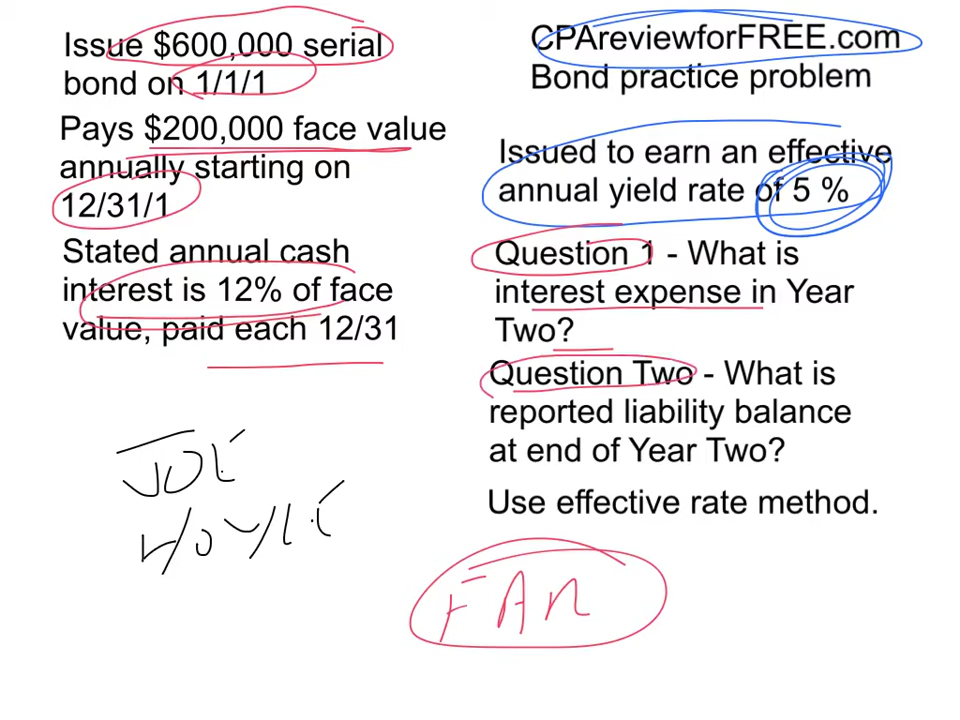 Issue $600,000 serial
bond on 1/1/1
Pays $200,000 face value
annually starting on
12/31/1
Stated annual cash
interest is 12% of face
value, paid each 12/31
CPAreviewforFREE.com
Bond practice problem
Issued to earn an effective
annual yield rate of 5 %
Question 1 - What is
interest expense in Year
Two?
Question Two - What is
reported liability balance
at end of Year Two?
Use effective rate method.
JOE
HOYLE
FAR